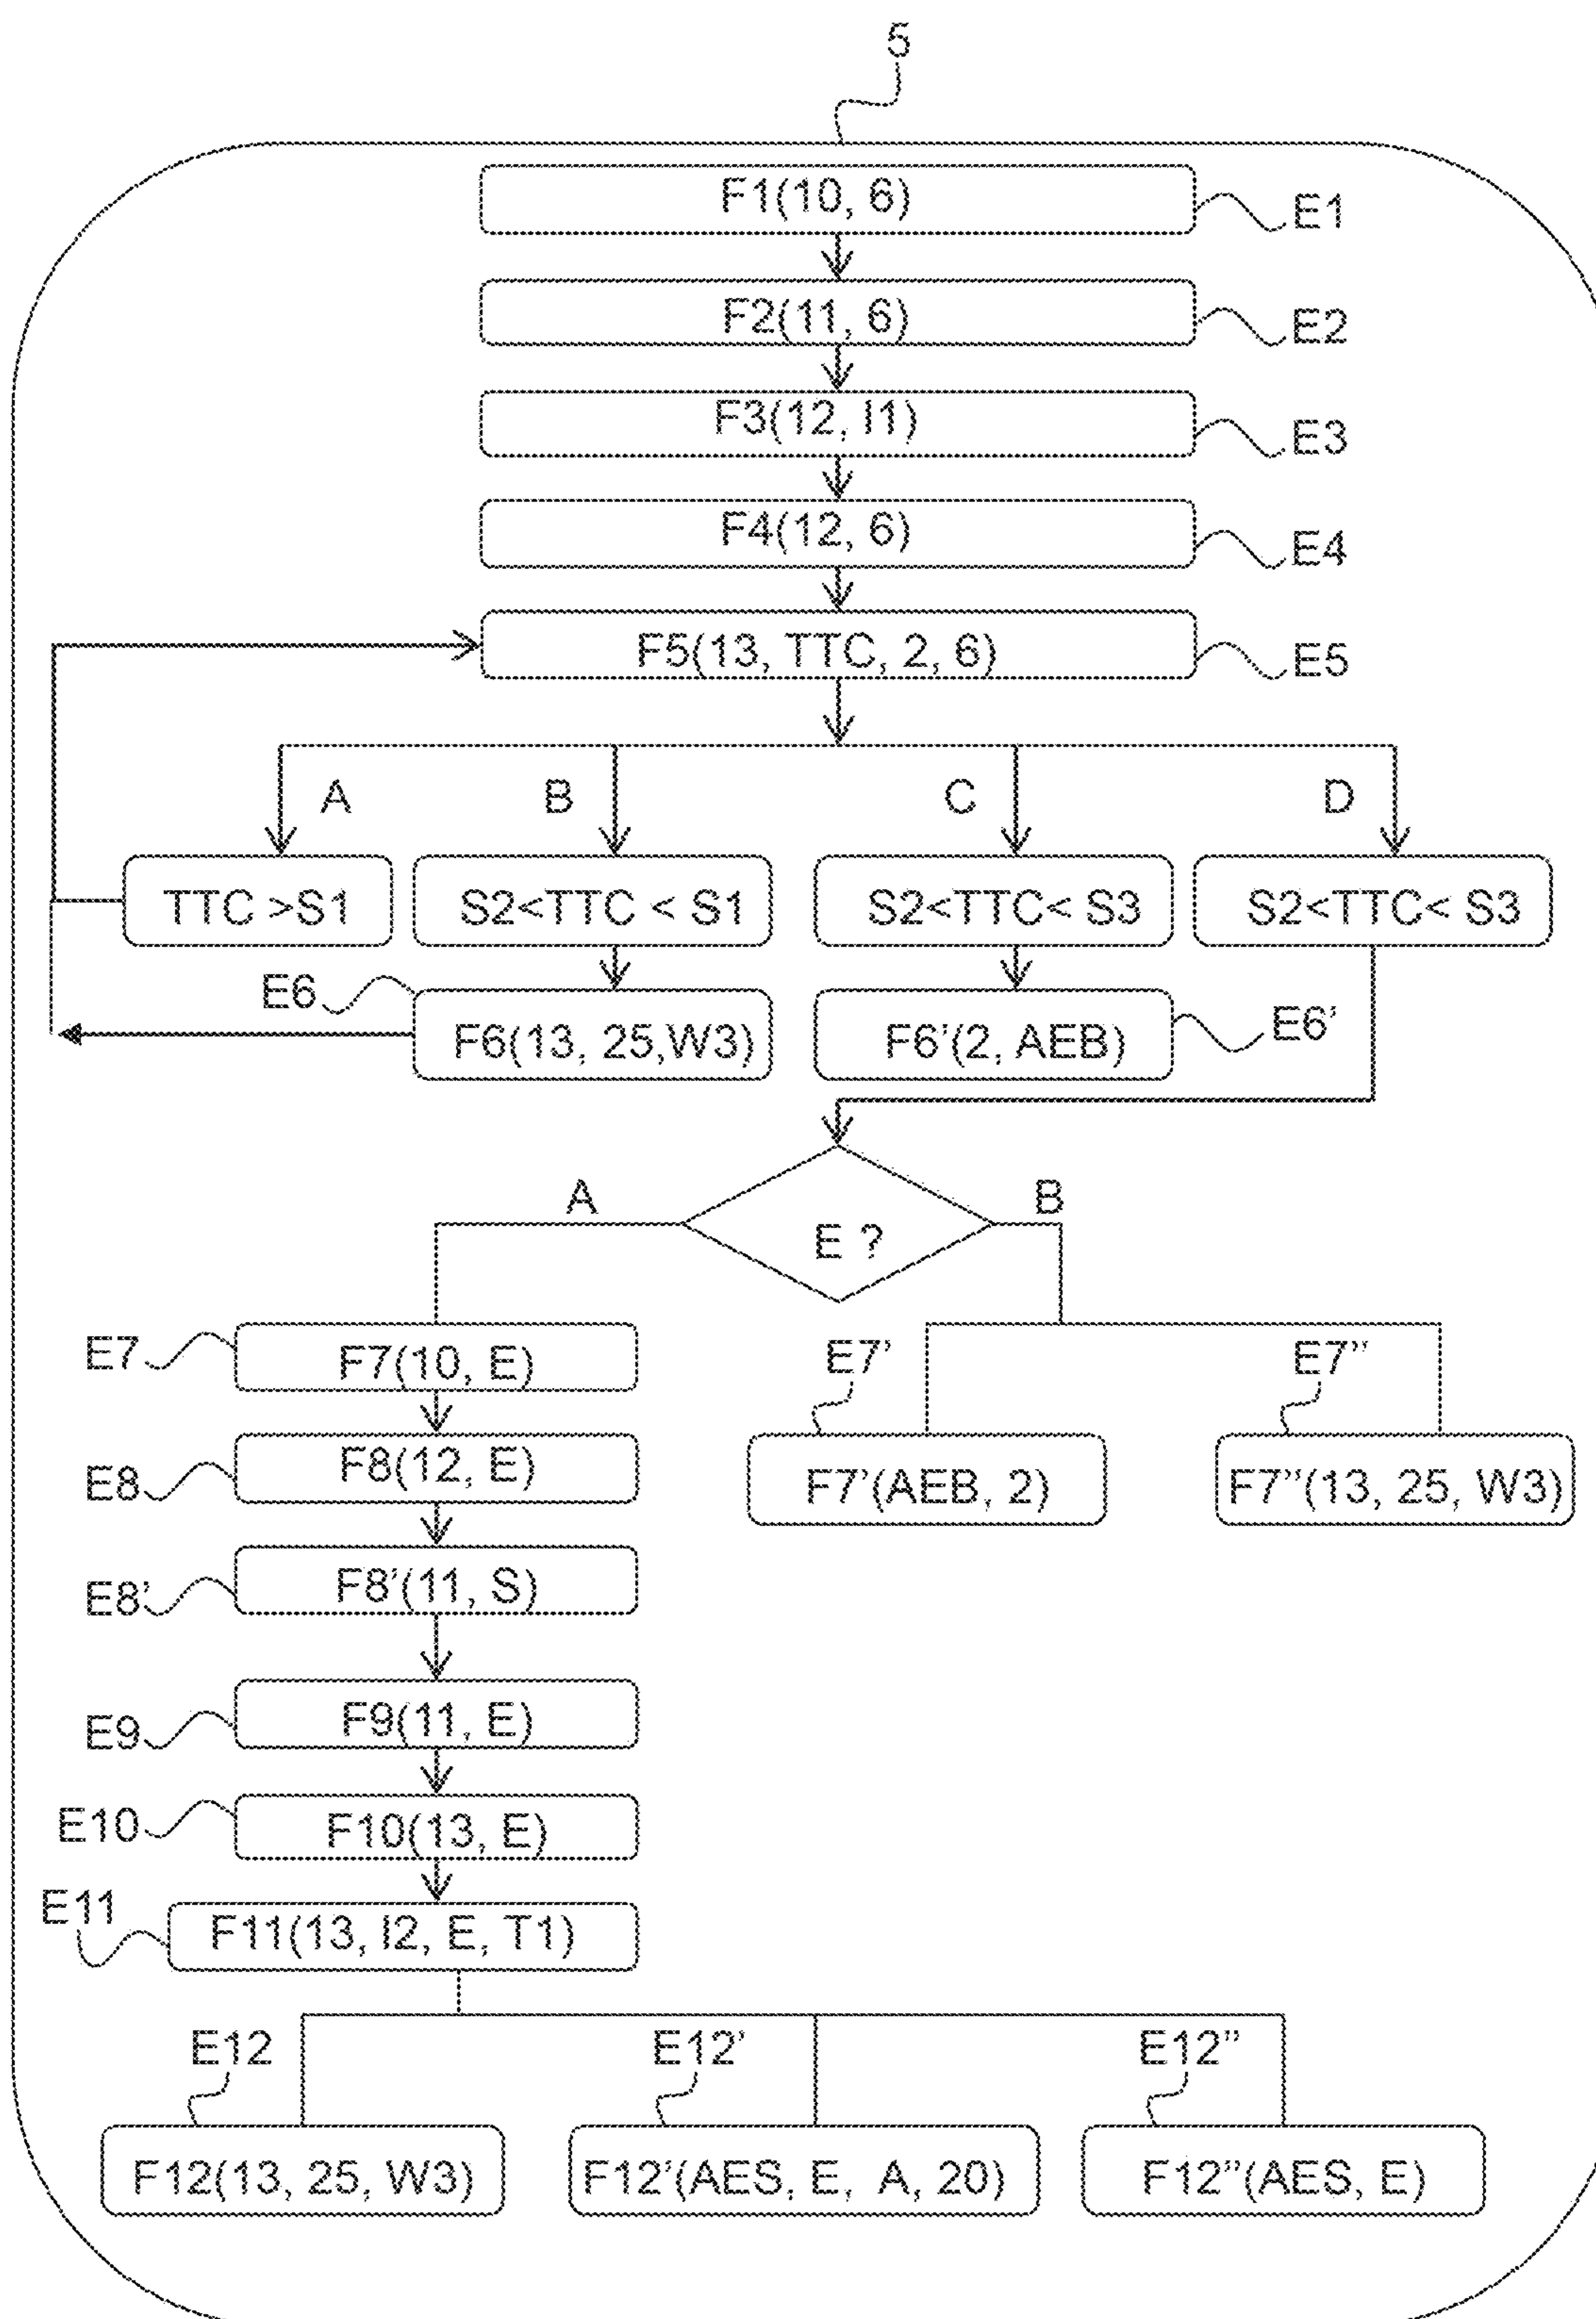 5
F1(10, 6)
E1
F2(11, 6)
E2
F3(12, I1)
E3
F4(12, 6)
E4
F5(13, TTC, 2, 6)
E5
A
B
C
D
TTC >S1
S2<TTC < S1
S2<TTC< S3
S2<TTC< S3
E6
F6(13, 25,W3)
F6'(2, AEB)
E6'
A
B
E ?
E7
F7(10, E)
E7'
E7''
E8
F8(12, E)
F7'(AEB, 2)
F7''(13, 25, W3)
E8'
F8'(11, S)
E9
F9(11, E)
E10
F10(13, E)
E11
F11(13, I2, E, T1)
E12
E12'
E12''
F12(13, 25, W3)
F12'(AES, E, A, 20)
F12''(AES, E)